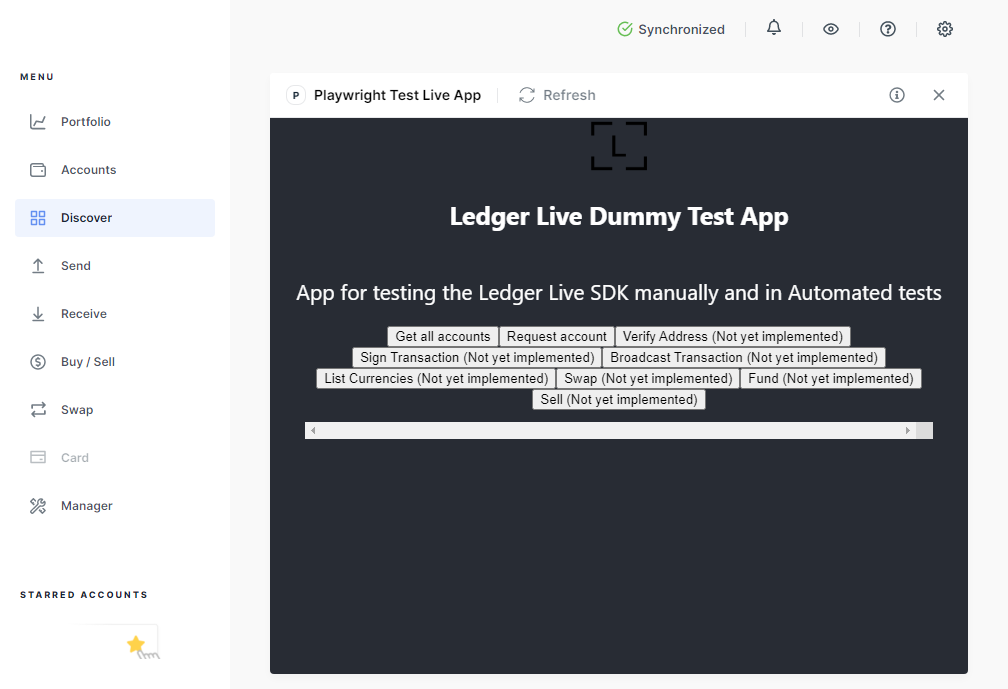 Synchronized
MENU
P Playwright Test Live App Refresh
Portfolio
Accounts
Discover
Send
Receive
Buy / Sell
Swap
Card
Manager
STARRED ACCOUNTS
L
Ledger Live Dummy Test App
App for testing the Ledger Live SDK manually and in Automated tests
Get all accounts Request account Verify Address (Not yet implemented)
Sign Transaction (Not yet implemented) Broadcast Transaction (Not yet implemented)
List Currencies (Not yet implemented) Swap (Not yet implemented) Fund (Not yet implemented)
Sell (Not yet implemented)